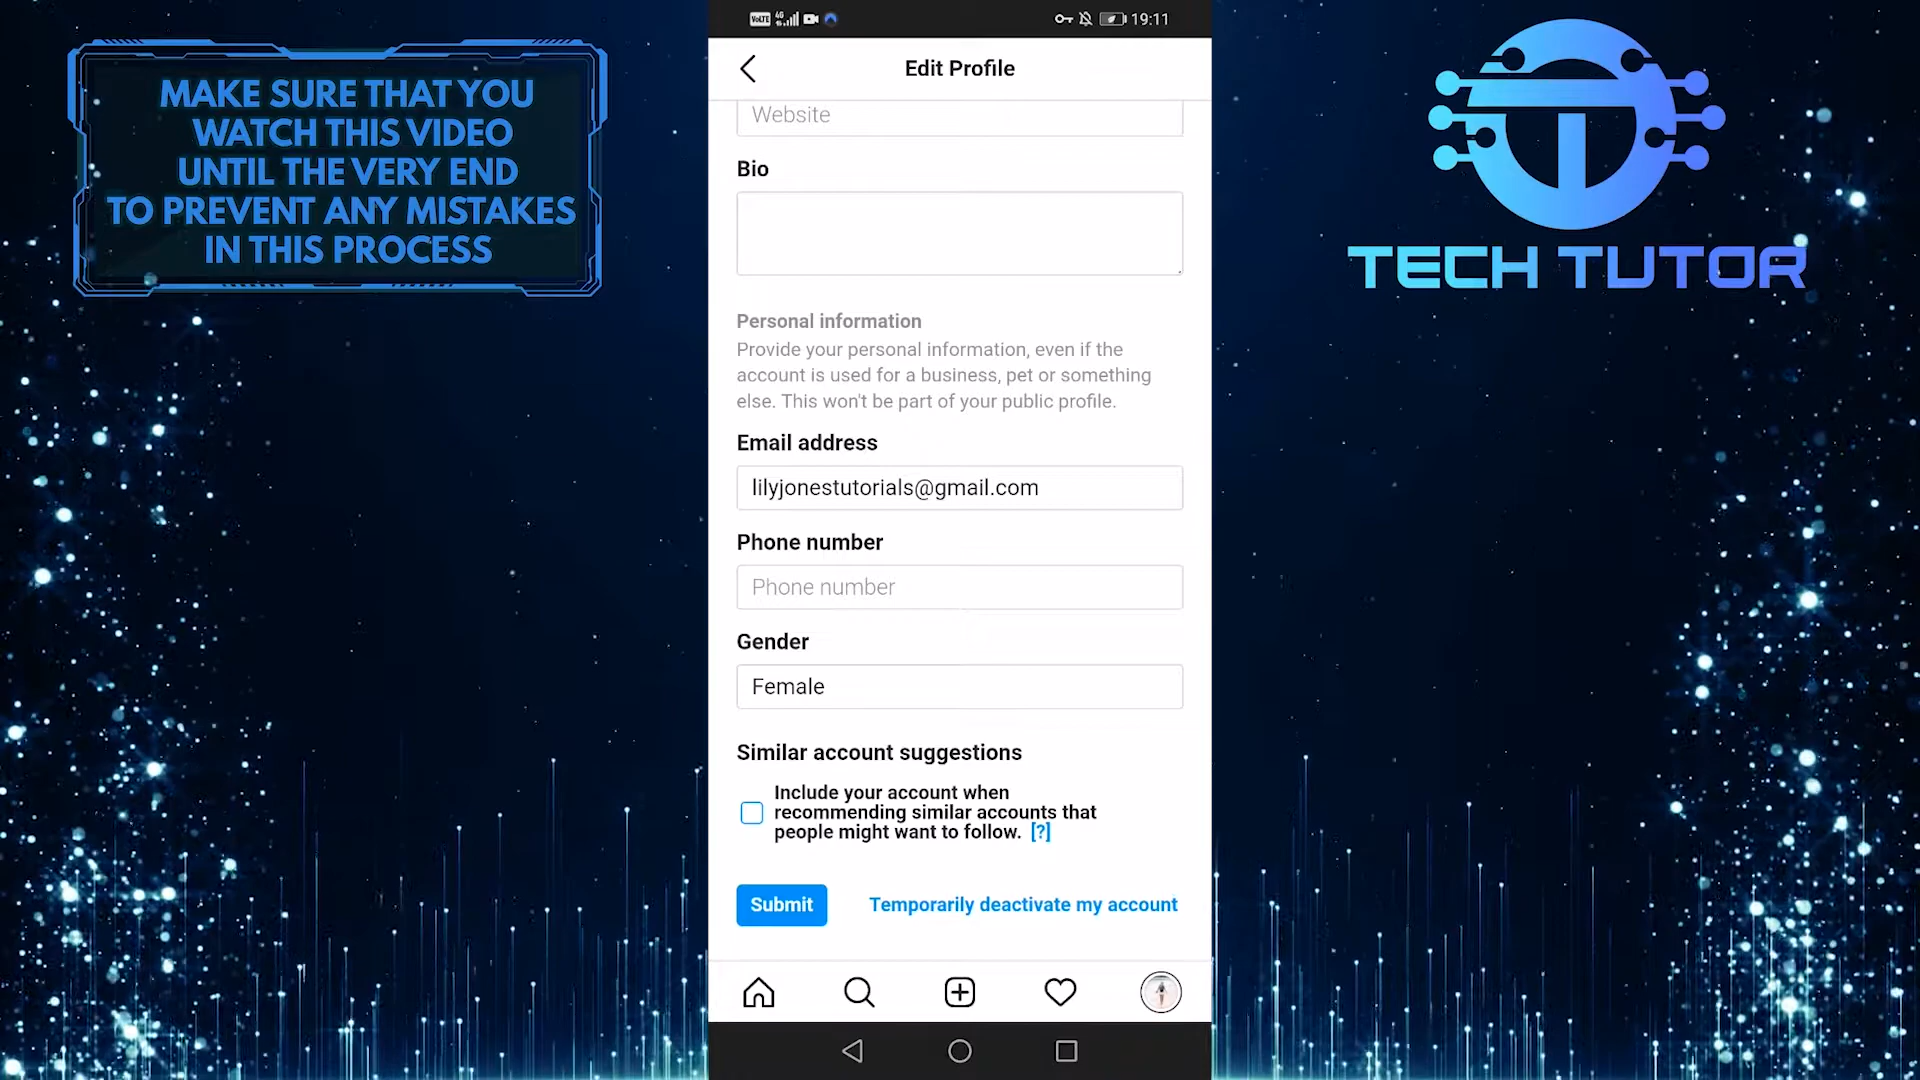 MAKE SURE THAT YOU
WATCH THIS VIDEO
UNTIL THE VERY END
TO PREVENT ANY MISTAKES
IN THIS PROCESS
VoLTE 4G 19:11
Edit Profile
Website
Bio
Personal information
Provide your personal information, even if the
account is used for a business, pet or something
else. This won't be part of your public profile.
Email address
lilyjonestutorials@gmail.com
Phone number
Phone number
Gender
Female
Similar account suggestions
Include your account when
recommending similar accounts that
people might want to follow. [?]
Submit Temporarily deactivate my account
TECH TUTOR